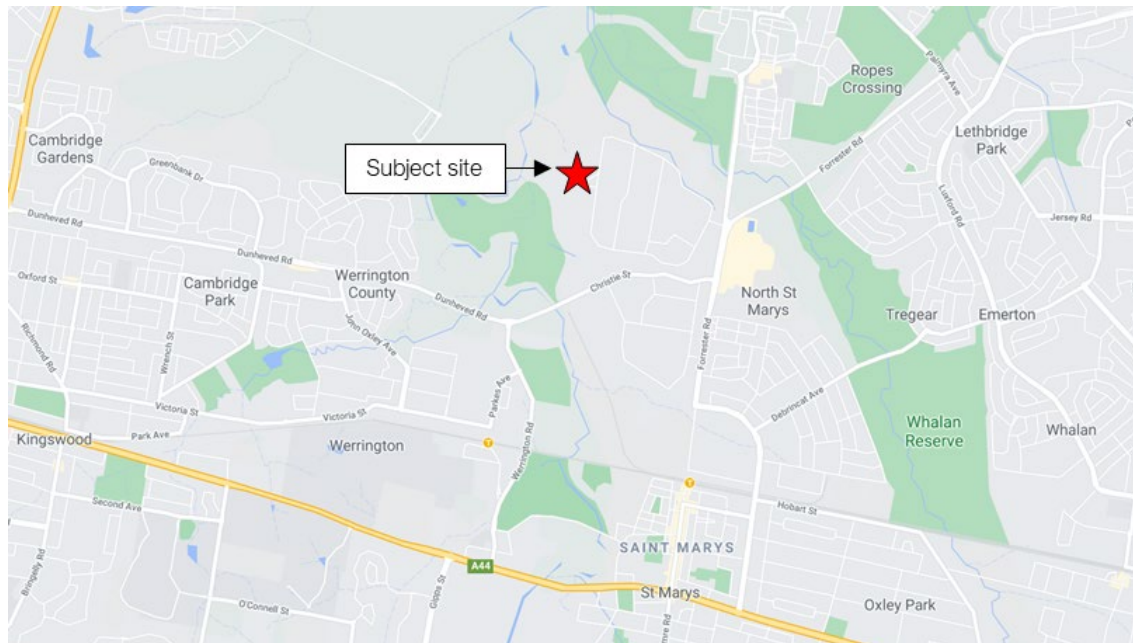 Ropes
Crossing
Palmyra Ave
Lethbridge
Park
Cambridge
Gardens
Greenbank Dr
Subject site
Forrester Rd
Luxford Rd
Jersey Rd
Dunheved Rd
Dunheved Rd
Oxford St
Cambridge
Park
Werrington
County
Dunheved Rd
Christie St
North St
Marys
Tregear
Emerton
Richmond Rd
Wrench St
John Oxley Ave
Forrester Rd
Debrincat Ave
Parkes Ave
Victoria St
Victoria St
Park Ave
Kingswood
Werrington
Werrington Rd
Whalan
Reserve
Whalan
Second Ave
Hobart St
SAINT MARYS
A44
St Marys
Bringelly Rd
Gipps St
O'Connell St
Oxley Park